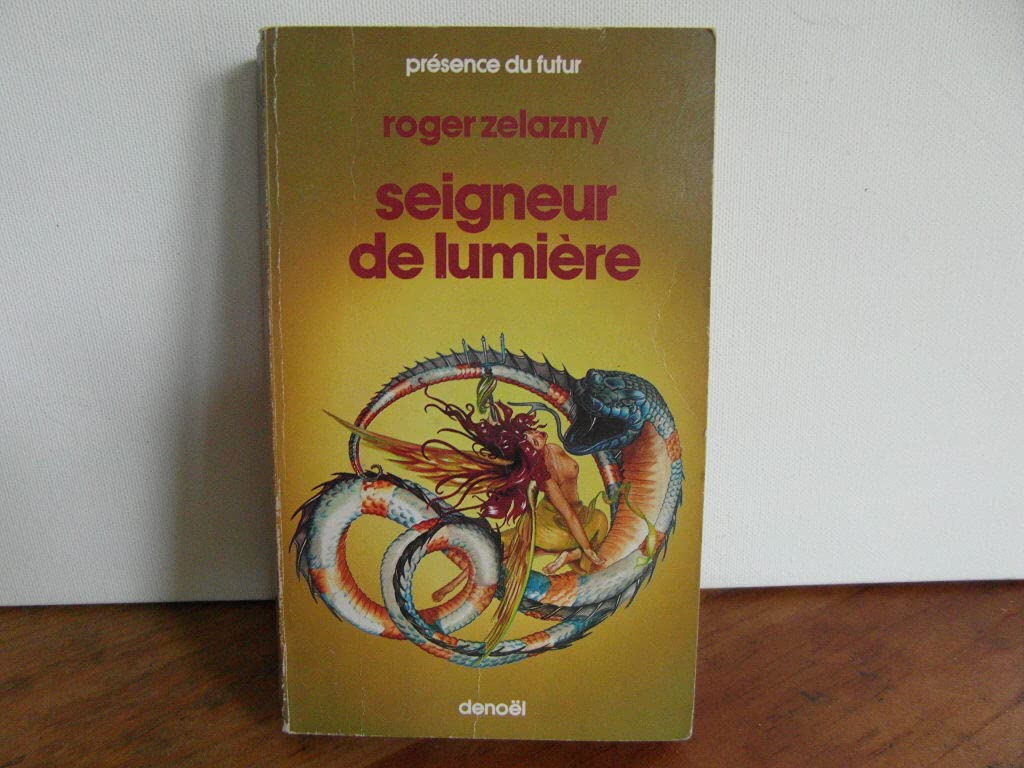 présence du futur
roger zelazny
seigneur
de lumière
denoël